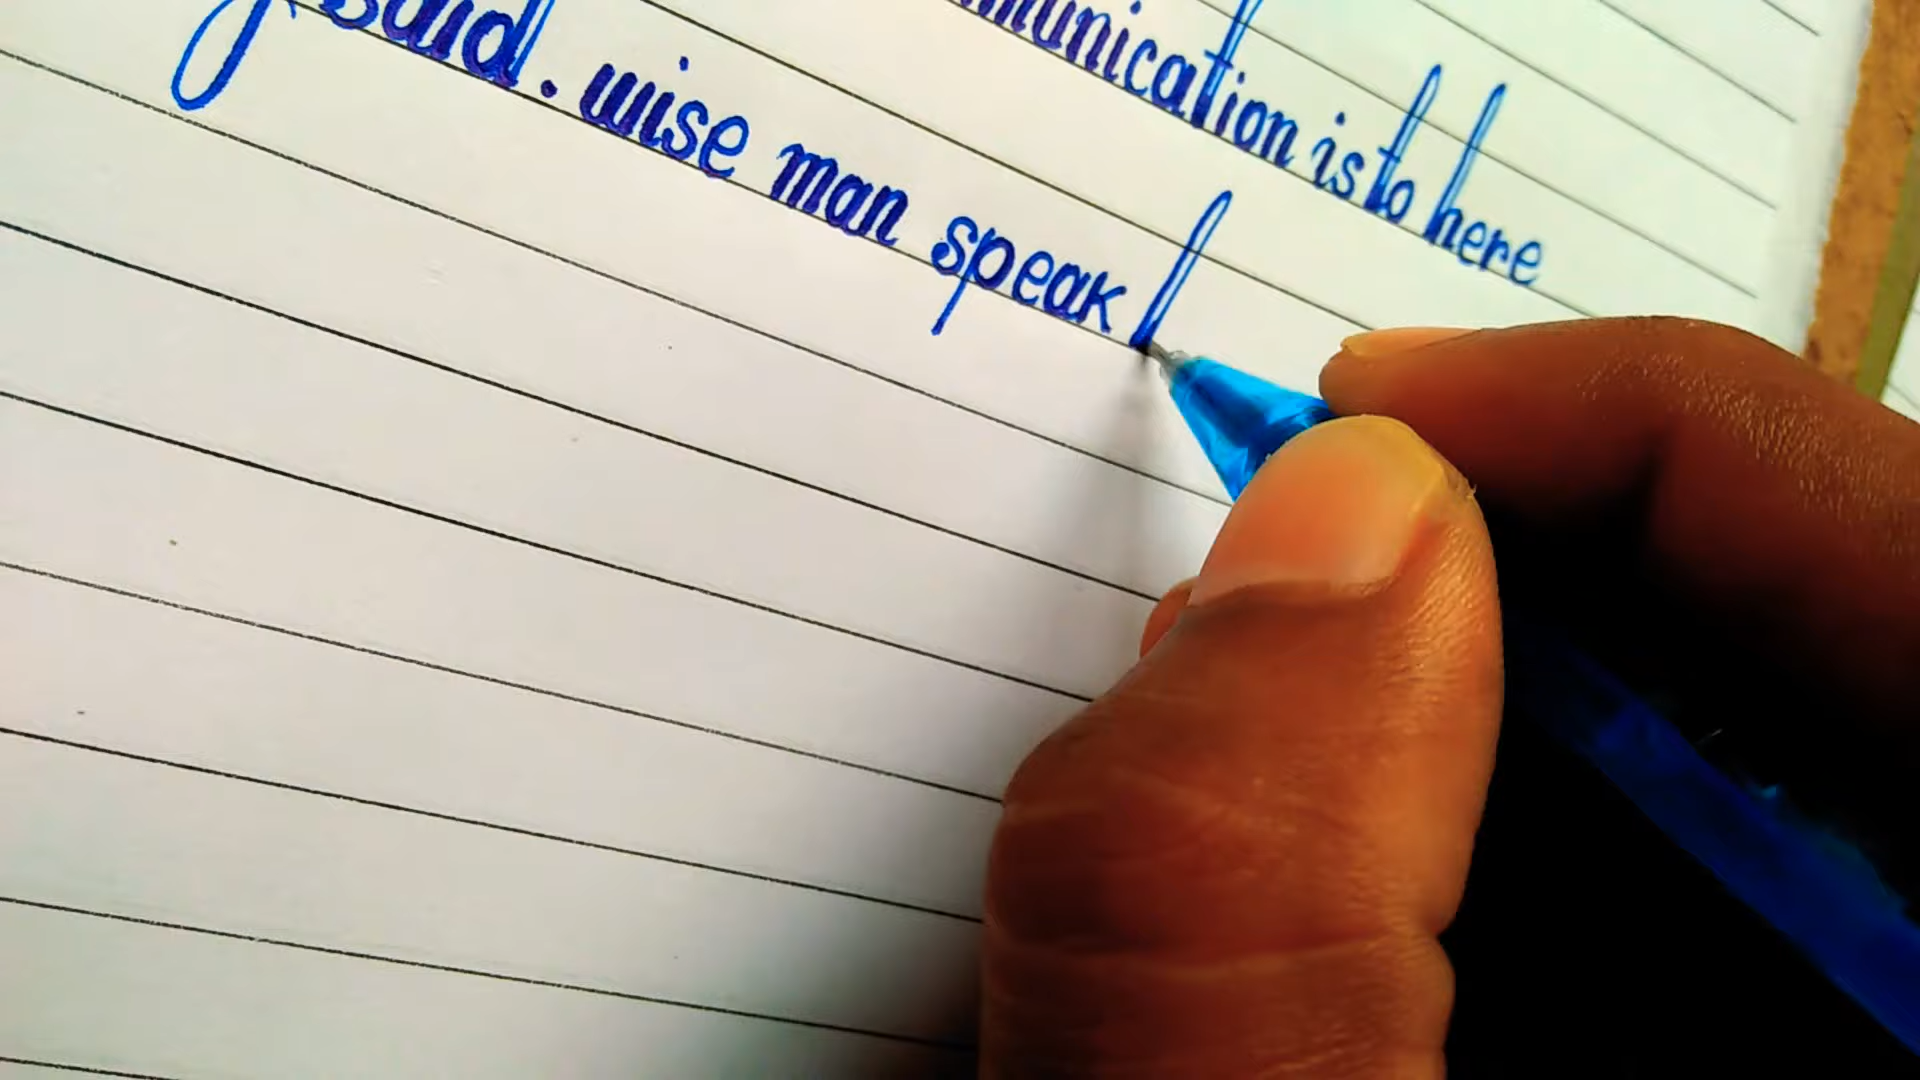 munication is to here
said. wise man speak